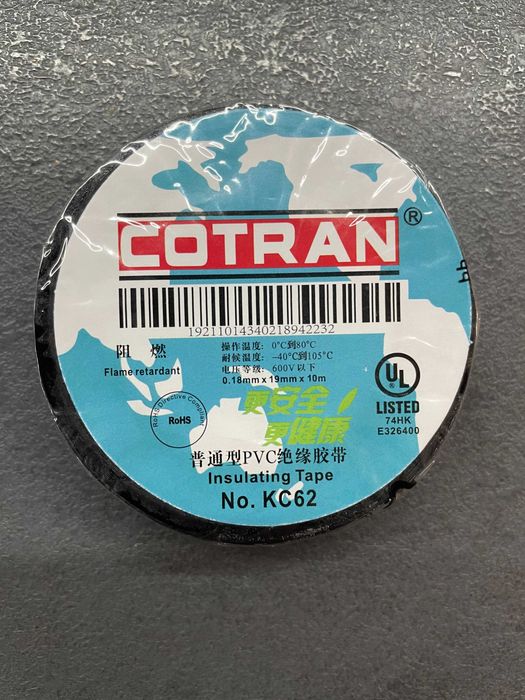 COTRAN®
19211014340218942232
阻燃
Flame retardant
操作温度: 0℃到80℃
耐候温度: -40℃到105℃
电压等级: 600V以下
0.18mm x 19mm x 10m
RoHS Directive Compliant
RoHS
更安全
更健康
UL
®
LISTED
74HK
E326400
普通型PVC绝缘胶带
Insulating Tape
No. KC62